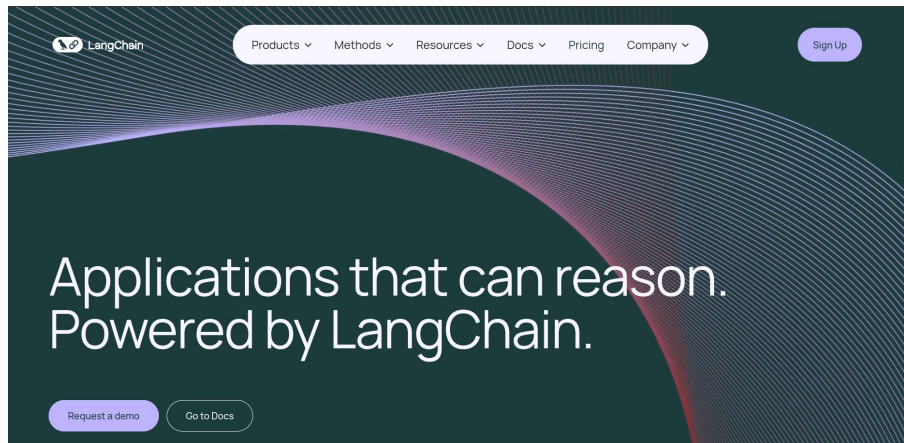 LangChain
Products Methods Resources Docs Pricing Company
Sign Up
Applications that can reason.
Powered by LangChain.
Request a demo
Go to Docs